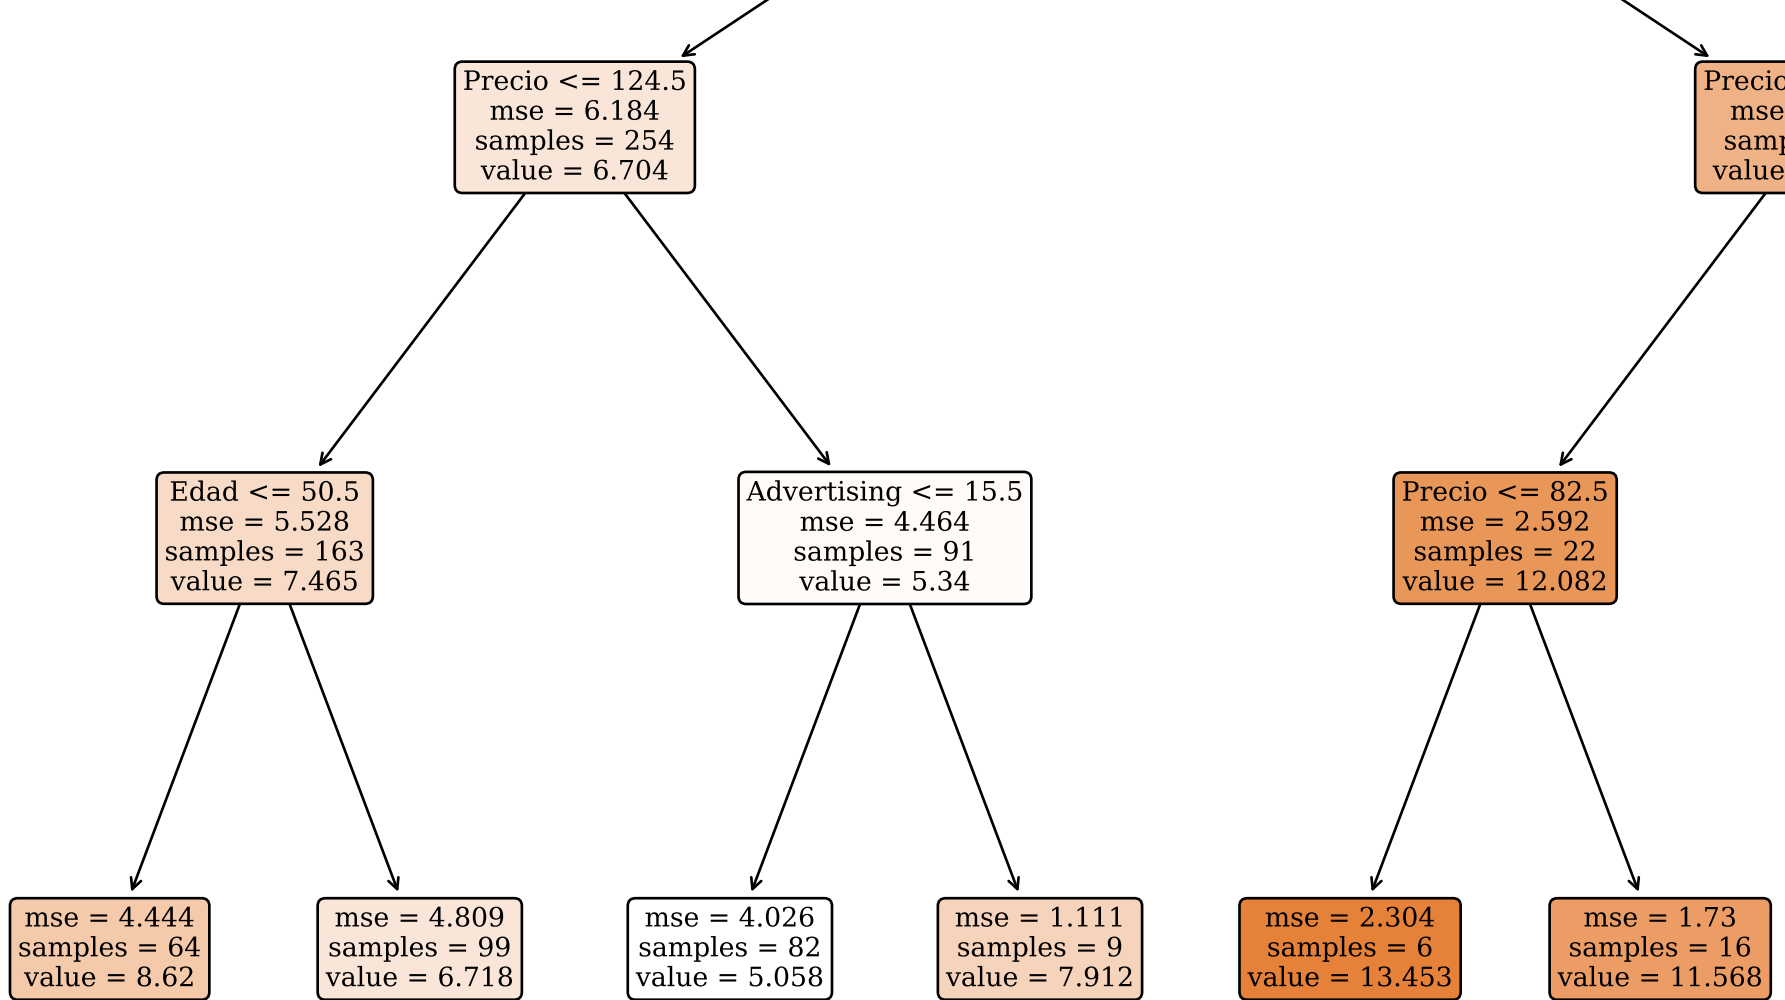 Precio <= 124.5
mse = 6.184
samples = 254
value = 6.704
Precio
mse
value
Edad <= 50.5
mse = 5.528
samples = 163
value = 7.465
Advertising <= 15.5
mse = 4.464
samples = 91
value = 5.34
Precio <= 82.5
mse = 2.592
samples = 22
value = 12.082
mse = 4.444
samples = 64
value = 8.62
mse = 4.809
samples = 99
value = 6.718
mse = 4.026
samples = 82
value = 5.058
mse = 1.111
samples = 9
value = 7.912
mse = 2.304
samples = 6
value = 13.453
mse = 1.73
samples = 16
value = 11.568